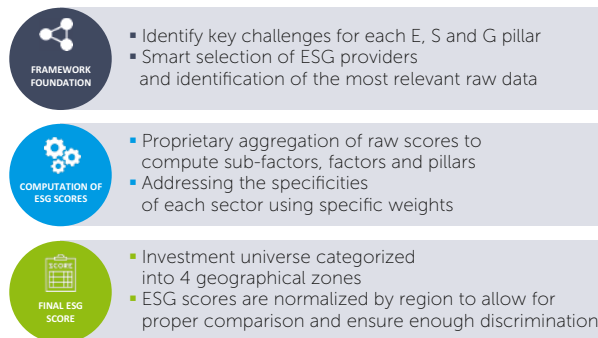 FRAMEWORK
FOUNDATION
▪ Identify key challenges for each E, S and G pillar
▪ Smart selection of ESG providers
and identification of the most relevant raw data
COMPUTATION OF
ESG SCORES
▪ Proprietary aggregation of raw scores to
compute sub-factors, factors and pillars
▪ Addressing the specificities
of each sector using specific weights
SCORE
FINAL ESG
SCORE
▪ Investment universe categorized
into 4 geographical zones
▪ ESG scores are normalized by region to allow for
proper comparison and ensure enough discrimination